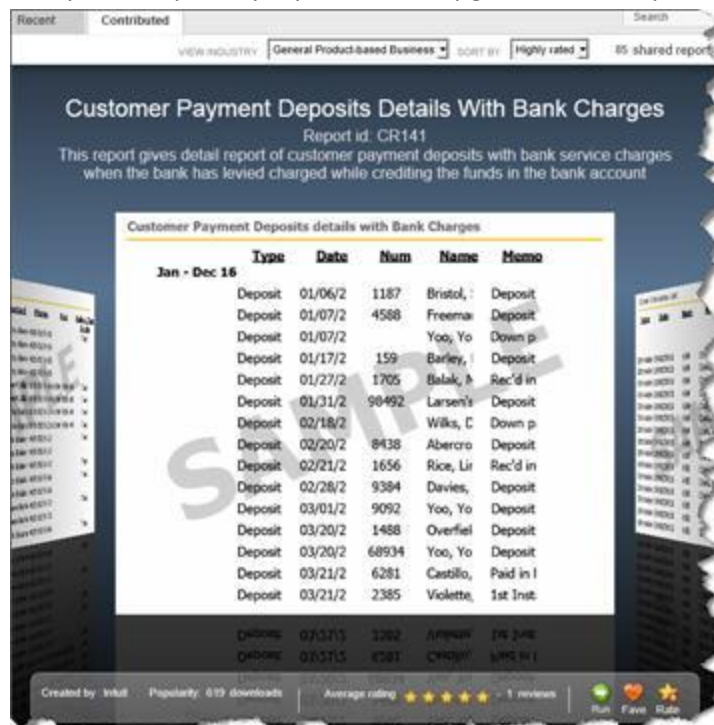 Recent Contributed Search
VIEW INDUSTRY General Product-based Business SORT BY Highly rated 85 shared report
Customer Payment Deposits Details With Bank Charges
Report id: CR141
This report gives detail report of customer payment deposits with bank service charges
when the bank has levied charged while crediting the funds in the bank account
Customer Payment Deposits details with Bank Charges
Type Date Num Name Memo
Jan - Dec 16
Deposit 01/06/2 1187 Bristol, Deposit
Deposit 01/07/2 4588 Freemar Deposit
Deposit 01/07/2 Yoo, Yo Down p
Deposit 01/17/2 159 Barley, Deposit
Deposit 01/27/2 1705 Balak, Rec'd in
Deposit 01/31/2 98492 Larsen's Deposit
Deposit 02/18/2 Wilks, Down p
Deposit 02/20/2 8438 Abercro Deposit
Deposit 02/21/2 1656 Rice, Lir Rec'd in
Deposit 02/28/2 9384 Davies, Deposit
Deposit 03/01/2 9092 Yoo, Yo Deposit
Deposit 03/20/2 1488 Overfiel Deposit
Deposit 03/20/2 68934 Yoo, Yo Deposit
Deposit 03/21/2 6281 Castillo, Paid in
Deposit 03/21/2 2385 Violette, 1st Inst
SAMPLE
Created by Intuit Popularity: 619 downloads Average rating - 1 reviews Run Fave Rate